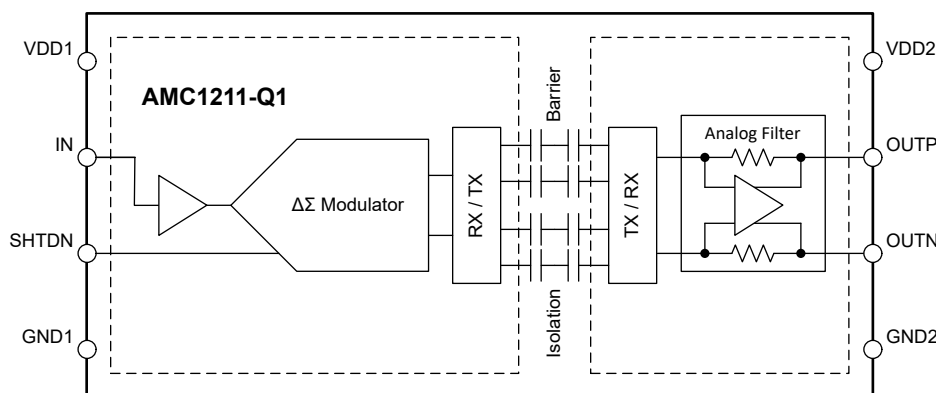 VDD1
VDD2
AMC1211-Q1
Barrier
IN
Analog Filter
OUTP
ΔΣ Modulator
RX / TX
TX / RX
SHTDN
OUTN
Isolation
GND1
GND2